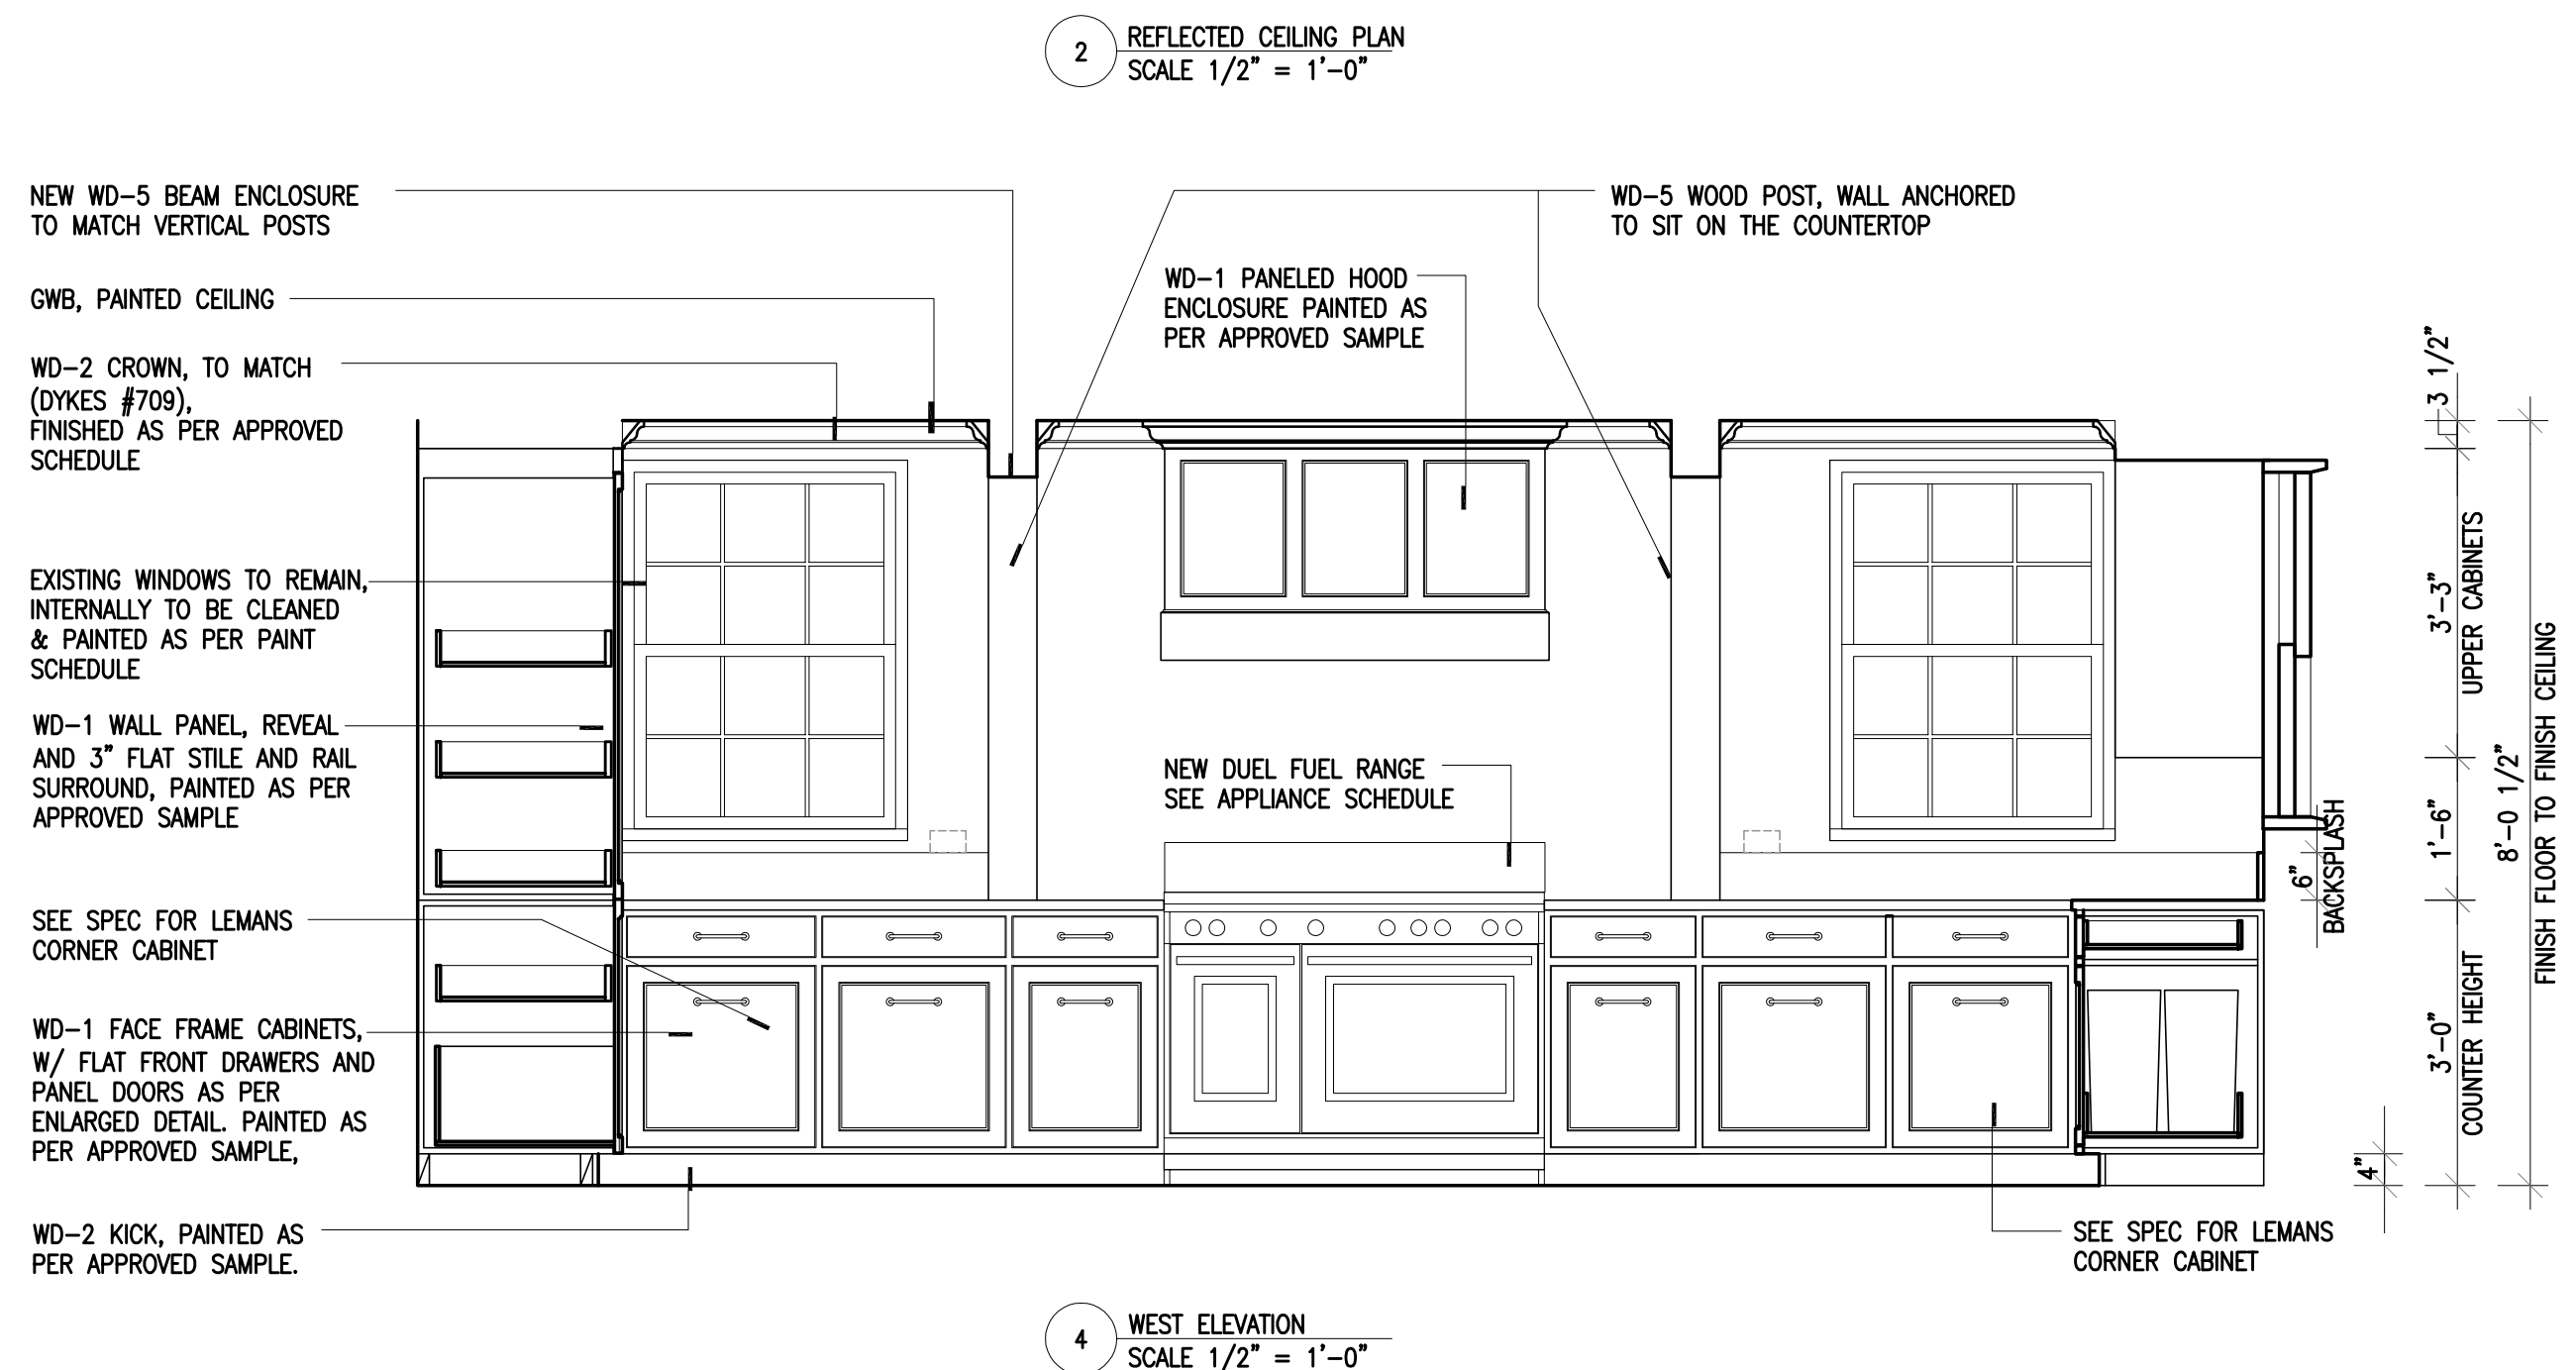 2
REFLECTED CEILING PLAN
SCALE 1/2" = 1'-0"
NEW WD-5 BEAM ENCLOSURE
TO MATCH VERTICAL POSTS
WD-5 WOOD POST, WALL ANCHORED
TO SIT ON THE COUNTERTOP
WD-1 PANELED HOOD
ENCLOSURE PAINTED AS
PER APPROVED SAMPLE
GWB, PAINTED CEILING
WD-2 CROWN, TO MATCH
(DYKES #709),
FINISHED AS PER APPROVED
SCHEDULE
EXISTING WINDOWS TO REMAIN,
INTERNALLY TO BE CLEANED
& PAINTED AS PER PAINT
SCHEDULE
WD-1 WALL PANEL, REVEAL
AND 3" FLAT STILE AND RAIL
SURROUND, PAINTED AS PER
APPROVED SAMPLE
NEW DUEL FUEL RANGE
SEE APPLIANCE SCHEDULE
SEE SPEC FOR LEMANS
CORNER CABINET
WD-1 FACE FRAME CABINETS,
W/ FLAT FRONT DRAWERS AND
PANEL DOORS AS PER
ENLARGED DETAIL. PAINTED AS
PER APPROVED SAMPLE,
WD-2 KICK, PAINTED AS
PER APPROVED SAMPLE.
SEE SPEC FOR LEMANS
CORNER CABINET
3 1/2"
3'-3"
UPPER CABINETS
1'-6"
6"
BACKSPLASH
3'-0"
COUNTER HEIGHT
4"
8'-0 1/2"
FINISH FLOOR TO FINISH CEILING
4
WEST ELEVATION
SCALE 1/2" = 1'-0"